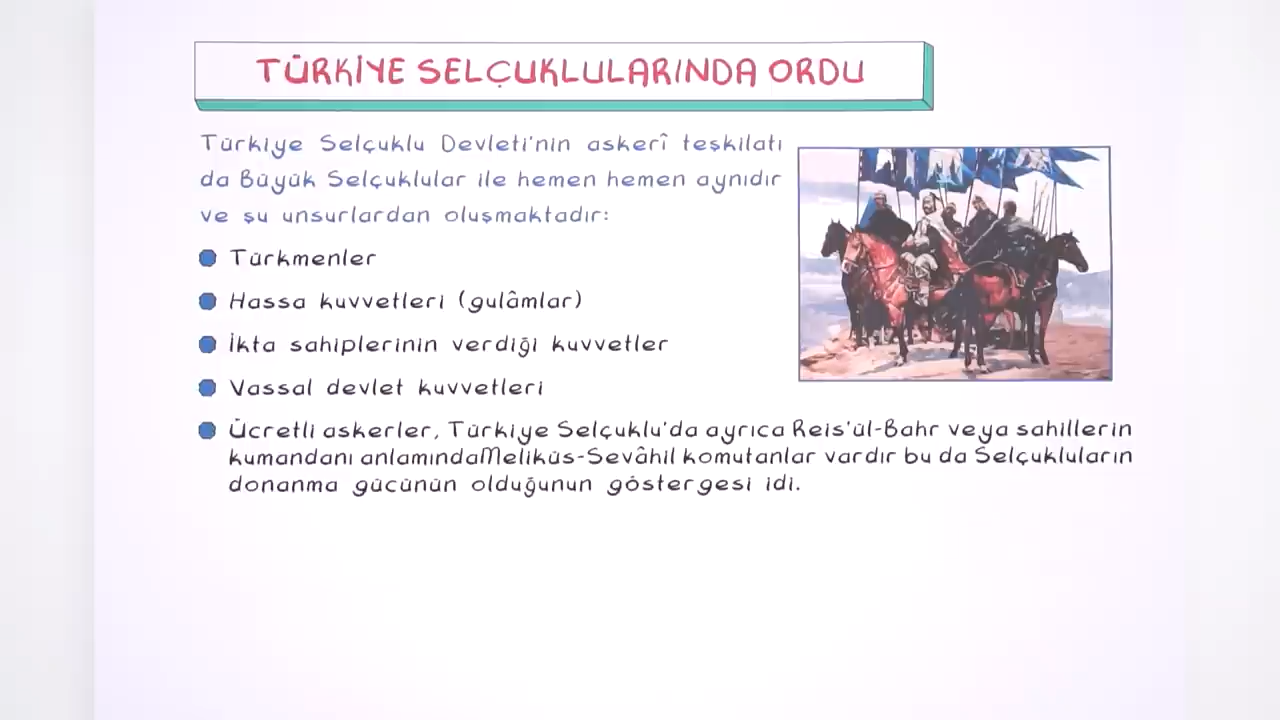 TÜRKİYE SELÇUKLULARINDA ORDU
Türkiye Selçuklu Devleti'nin askerî teşkilatı
da Büyük Selçuklular ile hemen hemen aynıdır
ve şu unsurlardan oluşmaktadır:
Türkmenler
Hassa kuvvetleri (gulâmlar)
İkta sahiplerinin verdiği kuvvetler
Vassal devlet kuvvetleri
Ücretli askerler, Türkiye Selçuklu'da ayrıca Reis'ül-Bahr veya sahillerin
kumandanı anlamındaMeliküs-Sevâhil komutanlar vardır bu da Selçukluların
donanma gücünün olduğunun göstergesi idi.